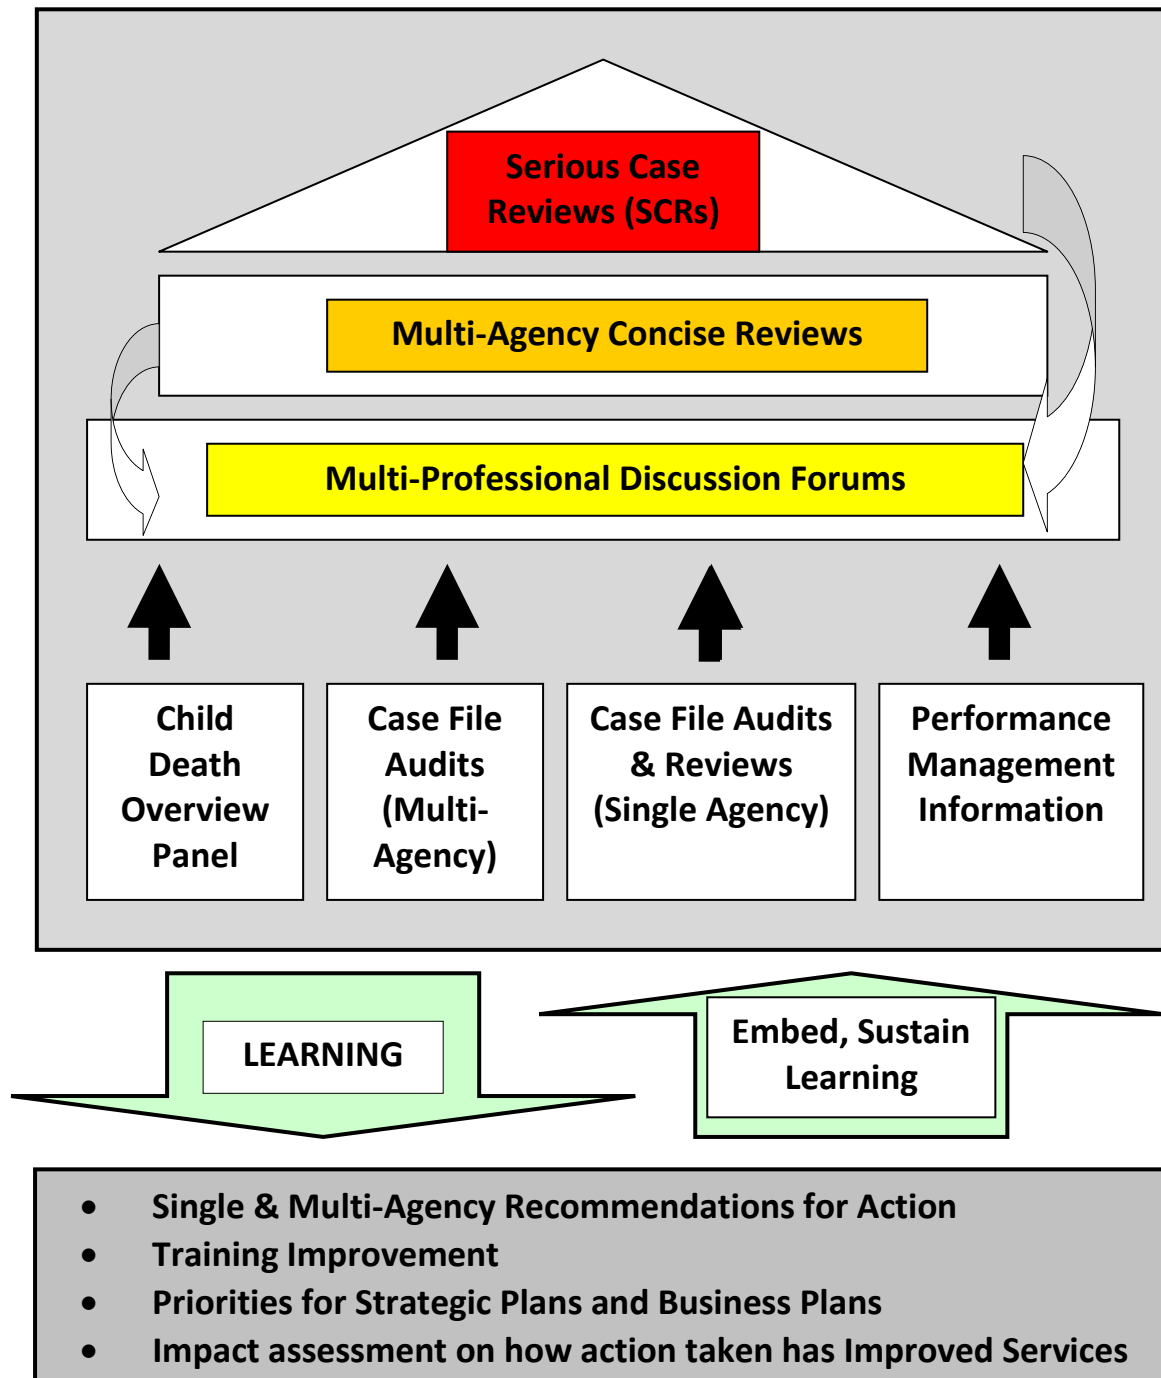 Serious Case
Reviews (SCRs)
Multi-Agency Concise Reviews
Multi-Professional Discussion Forums
Child
Death
Overview
Panel
Case File
Audits
(Multi-
Agency)
Case File Audits
& Reviews
(Single Agency)
Performance
Management
Information
LEARNING
Embed, Sustain
Learning
• Single & Multi-Agency Recommendations for Action
• Training Improvement
• Priorities for Strategic Plans and Business Plans
• Impact assessment on how action taken has Improved Services